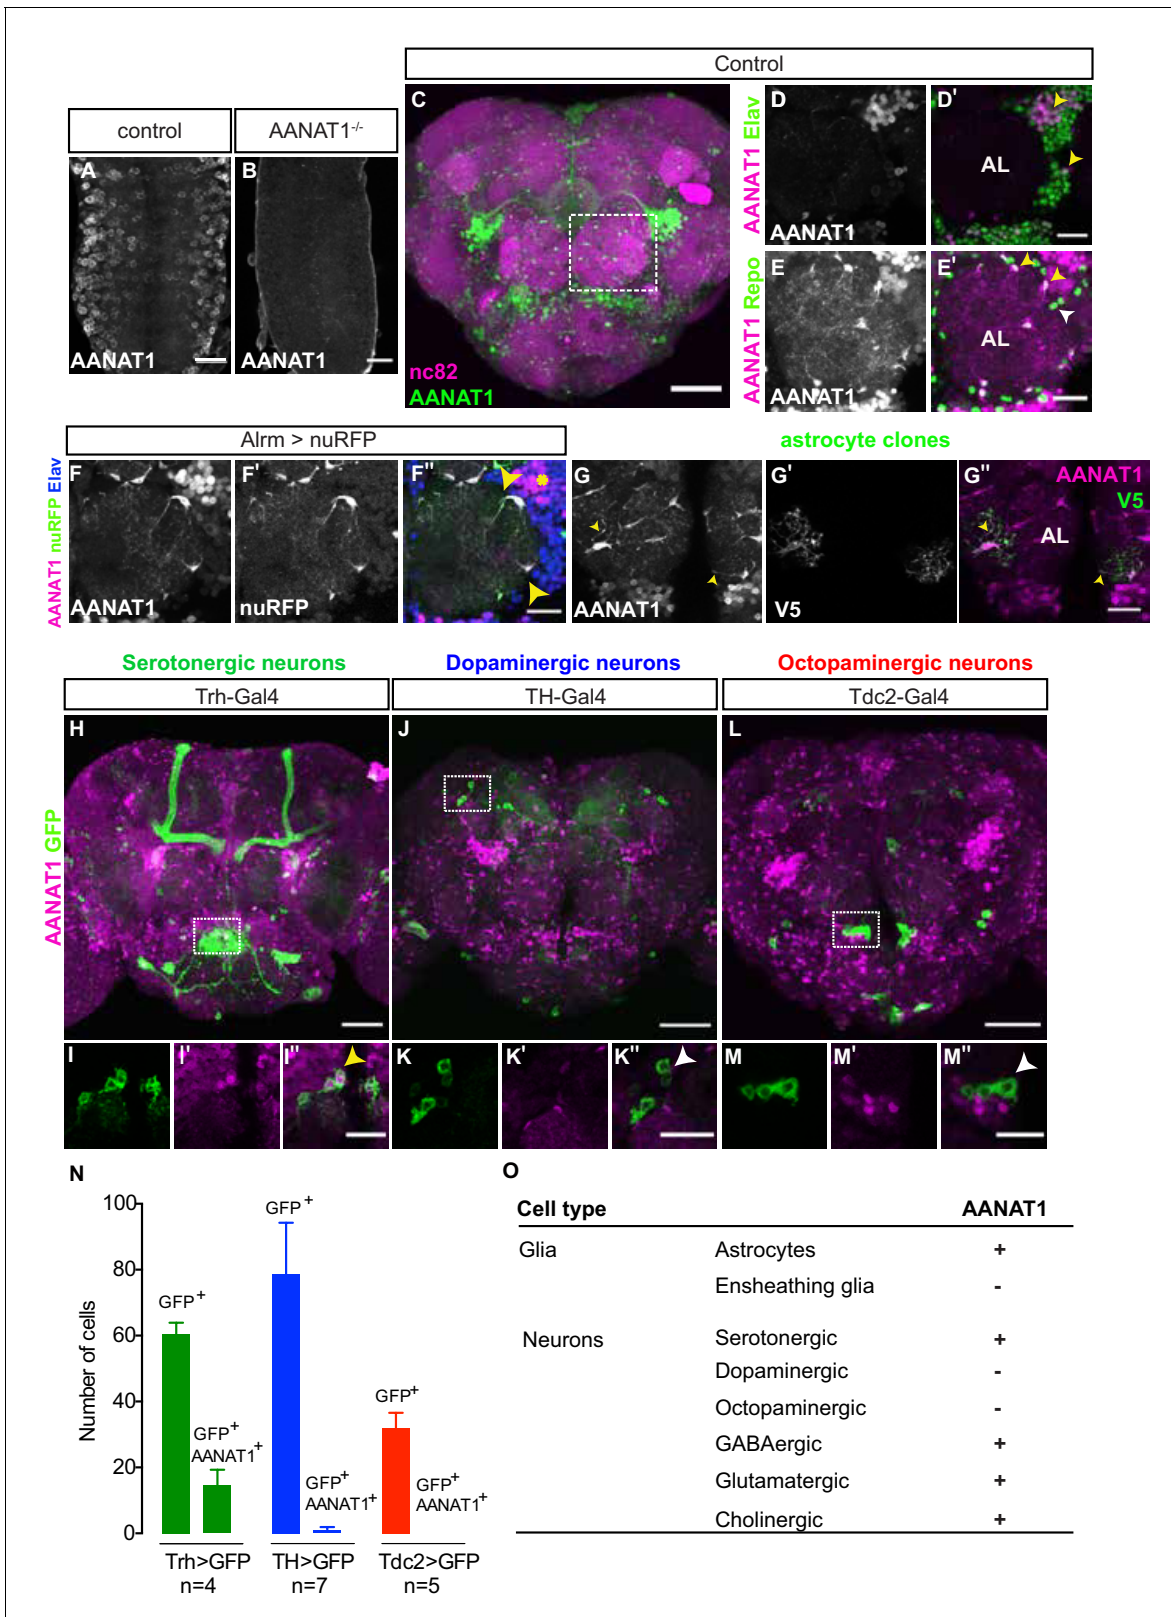 Control
control
AANAT1-/-
A
AANAT1
B
AANAT1
C
nc82
AANAT1
AANAT1 Elav
D
AANAT1
D'
AL
AANAT1 Repo
E
AANAT1
E'
AL
Alrm > nuRFP
astrocyte clones
AANAT1 nuRFP Elav
F
AANAT1
F'
nuRFP
F"
G
AANAT1
G'
V5
G"
AANAT1
V5
AL
Serotonergic neurons
Dopaminergic neurons
Octopaminergic neurons
Trh-Gal4
TH-Gal4
Tdc2-Gal4
AANAT1 GFP
H
J
L
I
I'
I"
K
K'
K"
M
M'
M"
N
Number of cells
100
80
60
40
20
0
GFP+
GFP+
AANAT1+
GFP+
GFP+
AANAT1+
GFP+
GFP+
AANAT1+
Trh>GFP
n=4
TH>GFP
n=7
Tdc2>GFP
n=5
O
Cell type AANAT1
Glia Astrocytes +
Ensheathing glia -
Neurons Serotonergic +
Dopaminergic -
Octopaminergic -
GABAergic +
Glutamatergic +
Cholinergic +